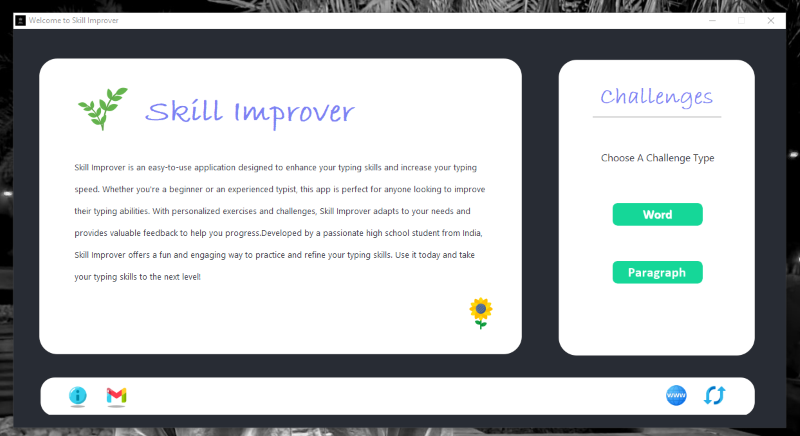 Welcome to Skill Improver
Skill Improver
Skill Improver is an easy-to-use application designed to enhance your typing skills and increase your typing
speed. Whether you're a beginner or an experienced typist, this app is perfect for anyone looking to improve
their typing abilities. With personalized exercises and challenges, Skill Improver adapts to your needs and
provides valuable feedback to help you progress.Developed by a passionate high school student from India,
Skill Improver offers a fun and engaging way to practice and refine your typing skills. Use it today and take
your typing skills to the next level!
Challenges
Choose A Challenge Type
Word
Paragraph
www